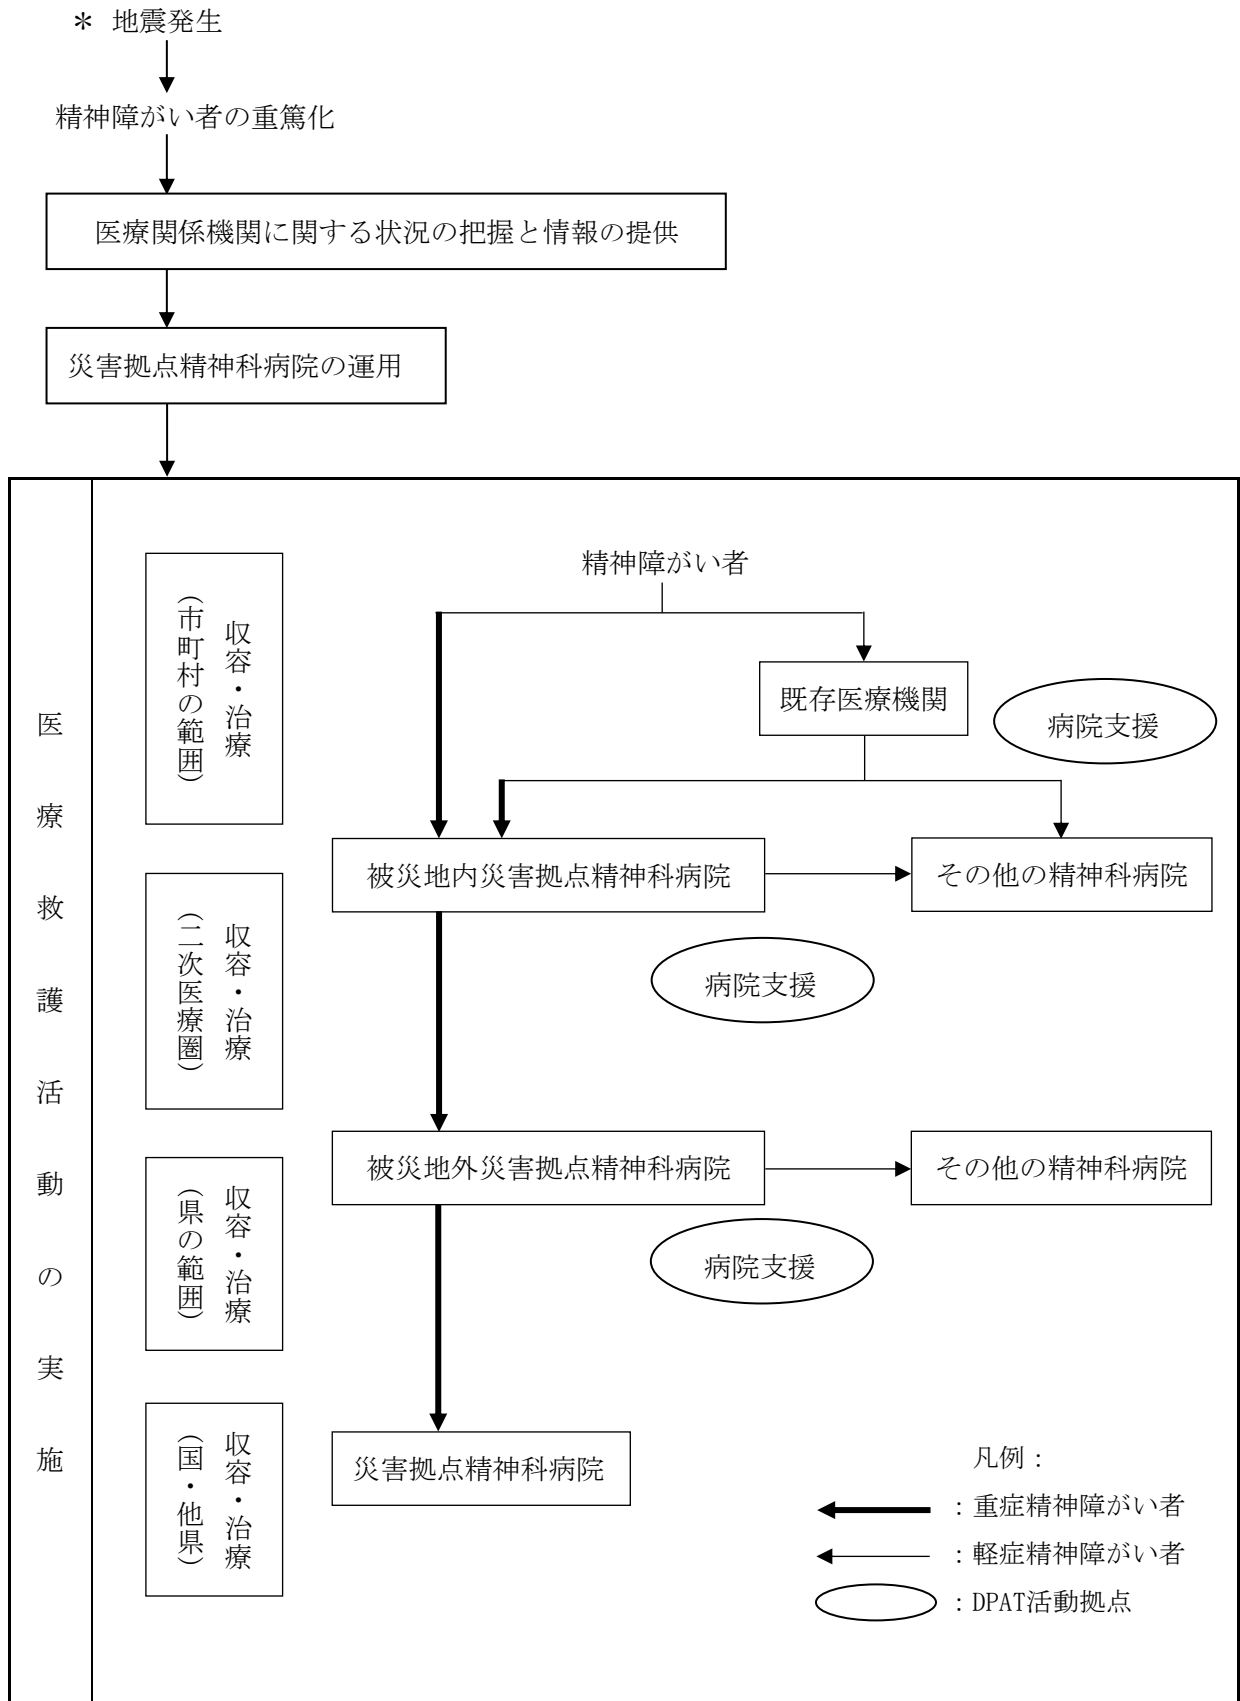 ＊ 地震発生
精神障がい者の重篤化
医療関係機関に関する状況の把握と情報の提供
災害拠点精神科病院の運用
医療救護活動の実施
収容・治療
（市町村の範囲）
精神障がい者
既存医療機関
病院支援
被災地内災害拠点精神科病院
その他の精神科病院
収容・治療
（二次医療圏）
病院支援
被災地外災害拠点精神科病院
その他の精神科病院
収容・治療
（県の範囲）
病院支援
収容・治療
（国・他県）
災害拠点精神科病院
凡例：
：重症精神障がい者
：軽症精神障がい者
：DPAT活動拠点